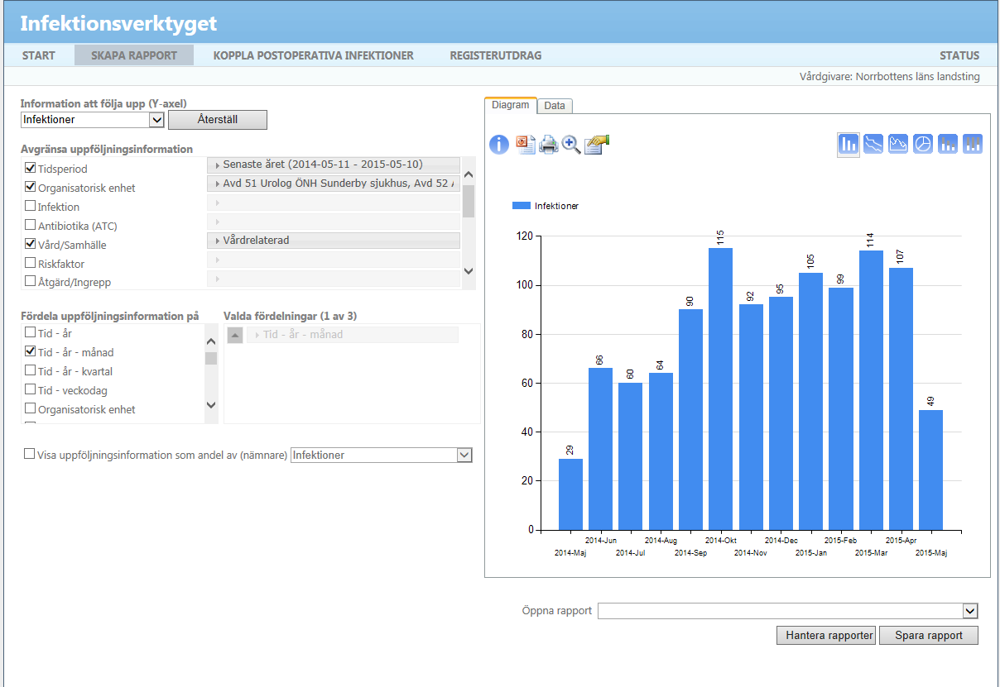 Infektionsverktyget
START SKAPA RAPPORT KOPPLA POSTOPERATIVA INFEKTIONER REGISTERUTDRAG STATUS
Vårdgivare: Norrbottens läns landsting
Information att följa upp (Y-axel)
Infektioner Återställ
Avgränsa uppföljningsinformation
Tidsperiod Senaste året (2014-05-11 - 2015-05-10)
Organisatorisk enhet Avd 51 Urolog ÖNH Sunderby sjukhus, Avd 52
Infektion
Antibiotika (ATC)
Vård/Samhälle Vårdrelaterad
Riskfaktor
Åtgärd/Ingrepp
Fördela uppföljningsinformation på Valda fördelningar (1 av 3)
Tid - år Tid - år - månad
Tid - år - månad
Tid - år - kvartal
Tid - veckodag
Organisatorisk enhet
Visa uppföljningsinformation som andel av (nämnare) Infektioner
Diagram Data
Infektioner
120
100
80
60
40
20
0
29 66 60 64 90 115 92 95 105 99 114 107 49
2014-Jun 2014-Aug 2014-Okt 2014-Dec 2015-Feb 2015-Apr
2014-Maj 2014-Jul 2014-Sep 2014-Nov 2015-Jan 2015-Mar 2015-Maj
Öppna rapport
Hantera rapporter Spara rapport